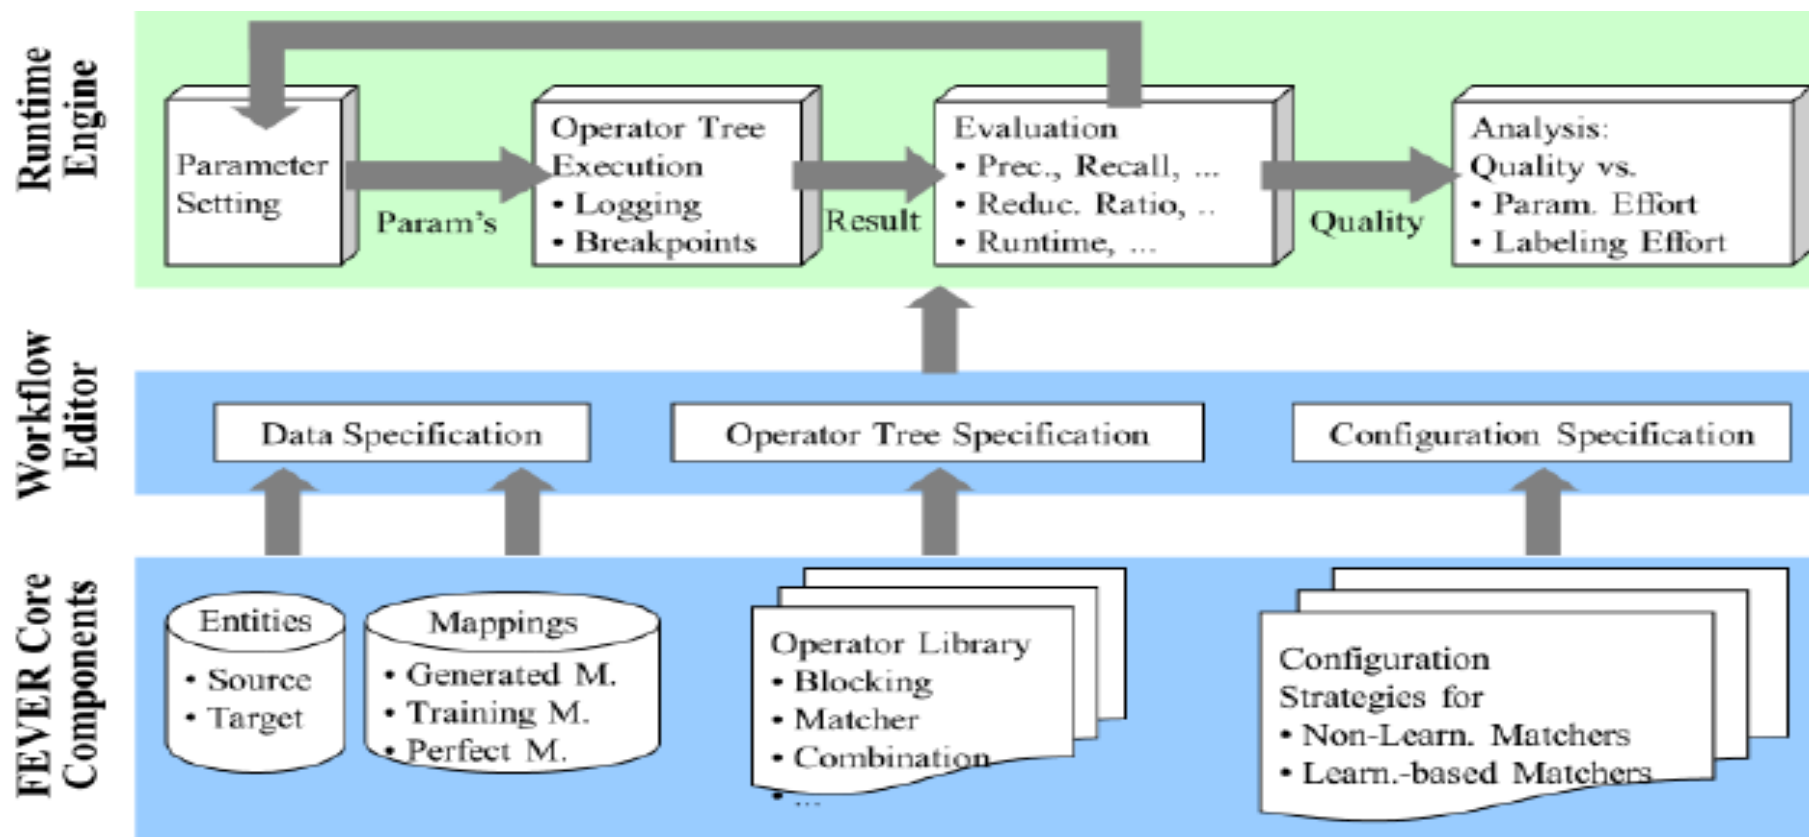 Runtime
Engine
Parameter
Setting
Param's
Operator Tree
Execution
• Logging
• Breakpoints
Result
Evaluation
• Prec., Recall, ...
• Reduc. Ratio, ..
• Runtime, ...
Quality
Analysis:
Quality vs.
• Param. Effort
• Labeling Effort
Workflow
Editor
Data Specification
Operator Tree Specification
Configuration Specification
FEVER Core
Components
Entities
• Source
• Target
Mappings
• Generated M.
• Training M.
• Perfect M.
Operator Library
• Blocking
• Matcher
• Combination
• ...
Configuration
Strategies for
• Non-Learn. Matchers
• Learn.-based Matchers